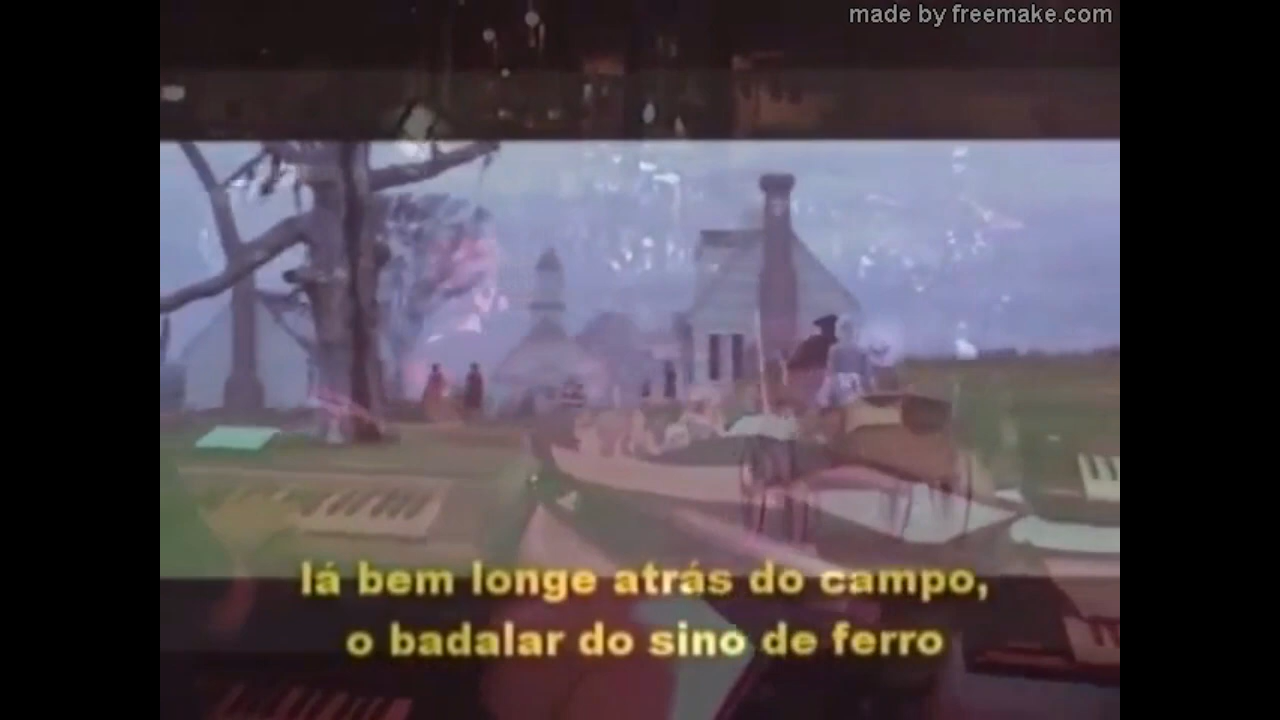 made by freemake.com
lá bem longe atrás do campo,
o badalar do sino de ferro